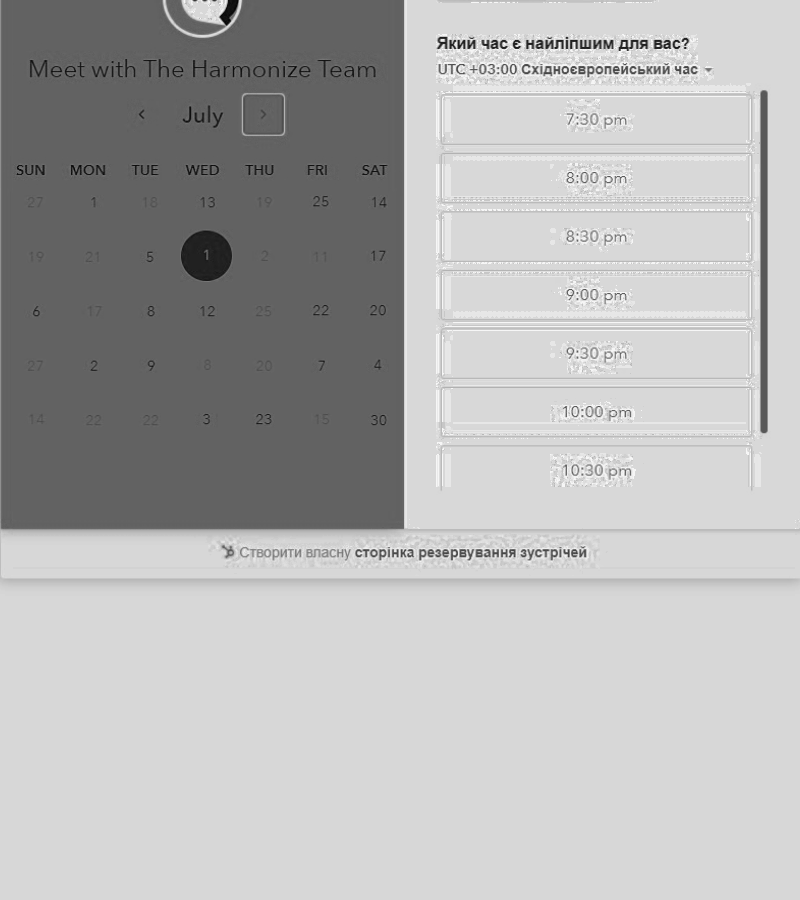 Meet with The Harmonize Team
July
SUN MON TUE WED THU FRI SAT
27 1 18 13 19 25 14
19 21 5 1 2 11 17
6 17 8 12 25 22 20
27 2 9 8 20 7 4
14 22 22 3 23 15 30
Який час є найліпшим для вас?
UTC +03:00 Східноєвропейський час
7:30 pm
8:00 pm
8:30 pm
9:00 pm
9:30 pm
10:00 pm
10:30 pm
Створити власну сторінка резервування зустрічей